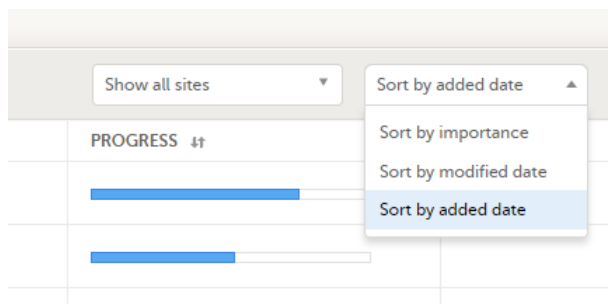 Show all sites
Sort by added date
PROGRESS
Sort by importance
Sort by modified date
Sort by added date